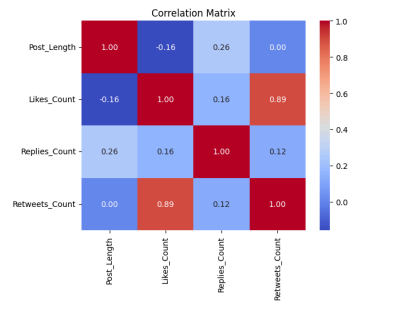 Correlation Matrix
Post_Length 1.00 -0.16 0.26 0.00
Likes_Count -0.16 1.00 0.16 0.89
Replies_Count 0.26 0.16 1.00 0.12
Retweets_Count 0.00 0.89 0.12 1.00
Post_Length Likes_Count Replies_Count Retweets_Count
1.0
0.8
0.6
0.4
0.2
0.0